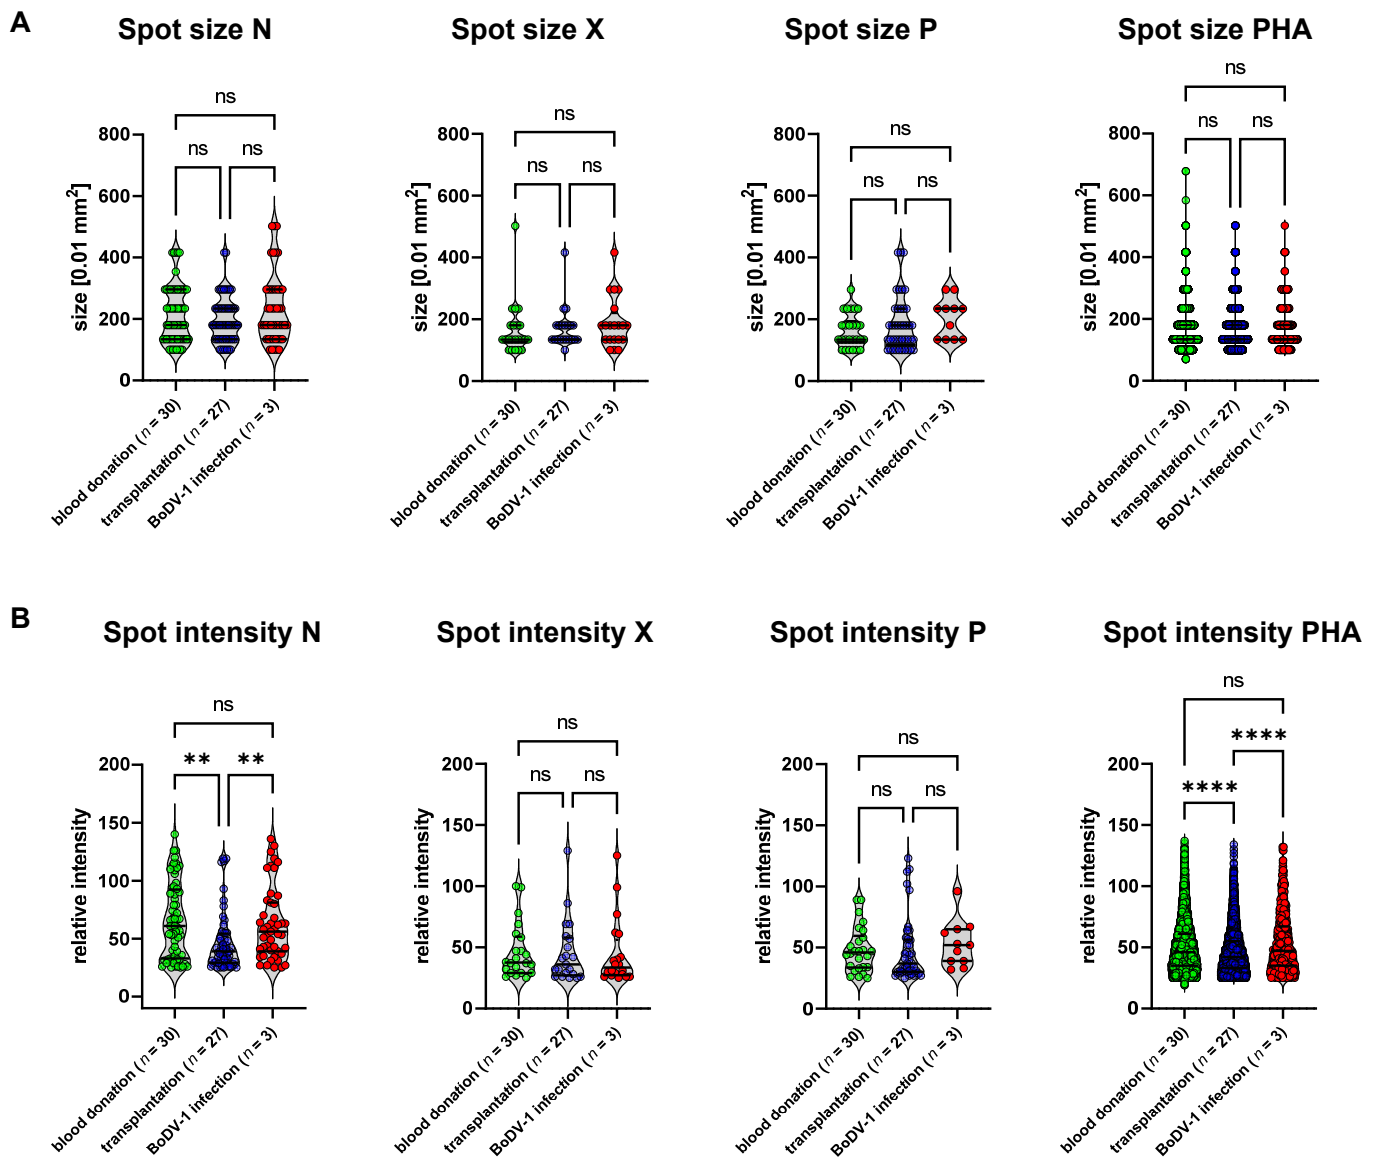 A
Spot size N
Spot size X
Spot size P
Spot size PHA
ns
ns
ns
800
600
400
200
0
size [0.01 mm²]
blood donation (n = 30)
transplantation (n = 27)
BoDV-1 infection (n = 3)
ns
ns
ns
800
600
400
200
0
size [0.01 mm²]
blood donation (n = 30)
transplantation (n = 27)
BoDV-1 infection (n = 3)
ns
ns
ns
800
600
400
200
0
size [0.01 mm²]
blood donation (n = 30)
transplantation (n = 27)
BoDV-1 infection (n = 3)
ns
ns
ns
800
600
400
200
0
size [0.01 mm²]
blood donation (n = 30)
transplantation (n = 27)
BoDV-1 infection (n = 3)
B
Spot intensity N
Spot intensity X
Spot intensity P
Spot intensity PHA
ns
**
**
200
150
100
50
0
relative intensity
blood donation (n = 30)
transplantation (n = 27)
BoDV-1 infection (n = 3)
ns
ns
ns
200
150
100
50
0
relative intensity
blood donation (n = 30)
transplantation (n = 27)
BoDV-1 infection (n = 3)
ns
ns
ns
200
150
100
50
0
relative intensity
blood donation (n = 30)
transplantation (n = 27)
BoDV-1 infection (n = 3)
ns
****
****
200
150
100
50
0
relative intensity
blood donation (n = 30)
transplantation (n = 27)
BoDV-1 infection (n = 3)